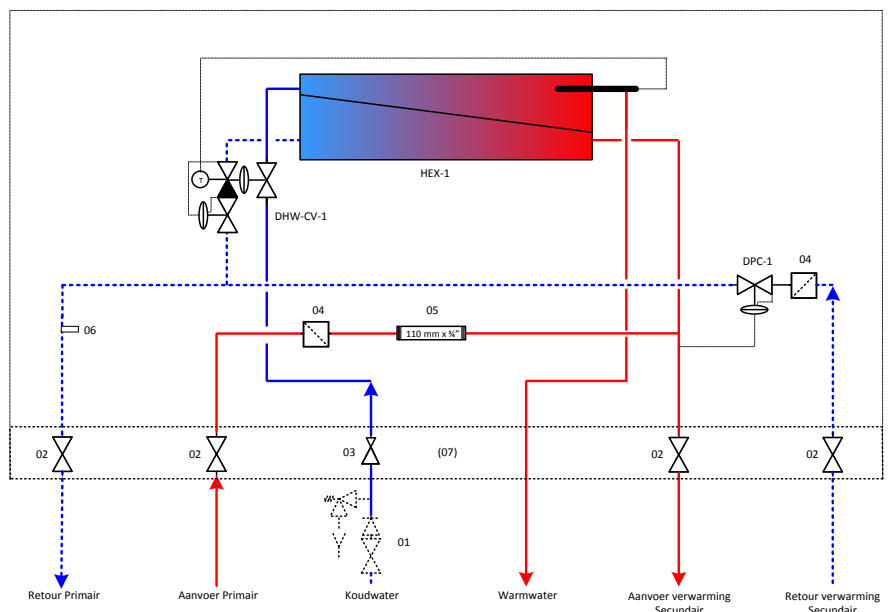 T
HEX-1
DHW-CV-1
DPC-1
04
04
05
110 mm x ¾”
06
02
02
03
(07)
02
02
01
Retour Primair
Aanvoer Primair
Koudwater
Warmwater
Aanvoer verwarming
Secundair
Retour verwarming
Secundair